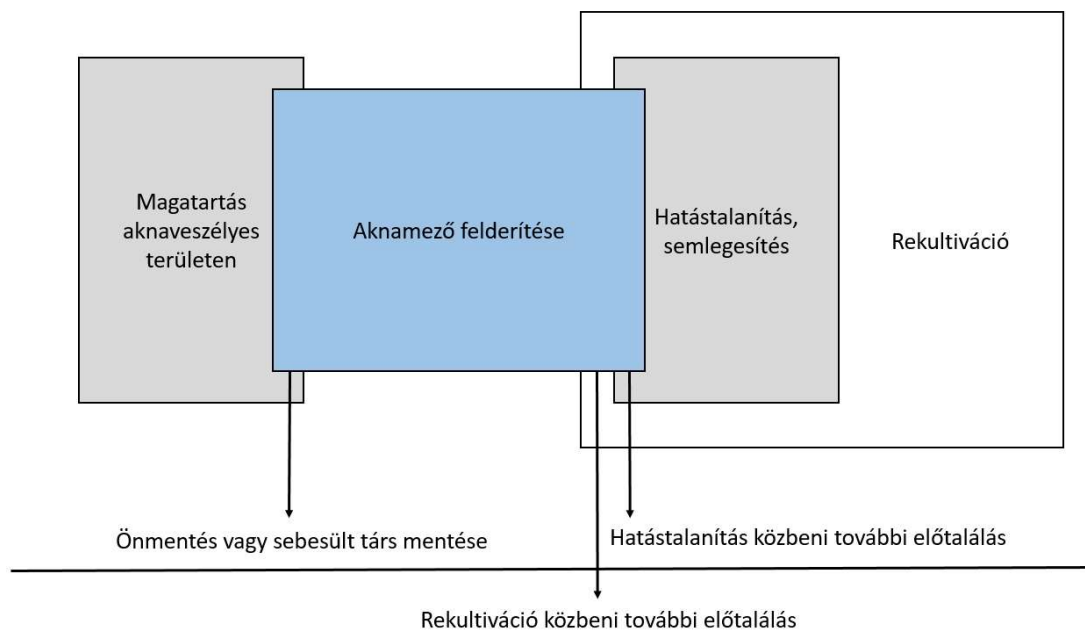 Magatartás
aknaveszélyes
területen
Aknamező felderítése
Hatástalanítás,
semlegesítés
Rekultiváció
Önmentés vagy sebesült társ mentése
Hatástalanítás közbeni további előtalálás
Rekultiváció közbeni további előtalálás